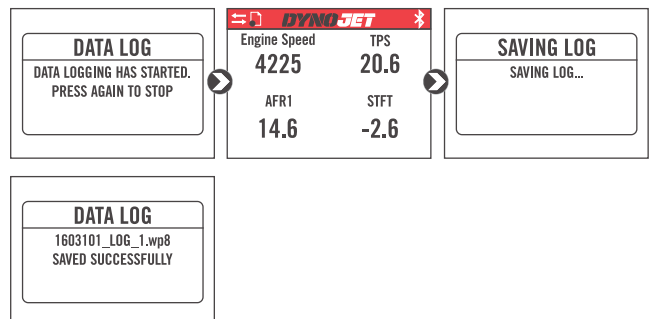 DATA LOG
DATA LOGGING HAS STARTED.
PRESS AGAIN TO STOP
DYNOJET
Engine Speed TPS
4225 20.6
AFR1 STFT
14.6 -2.6
SAVING LOG
SAVING LOG...
DATA LOG
1603101_LOG_1.wp8
SAVED SUCCESSFULLY